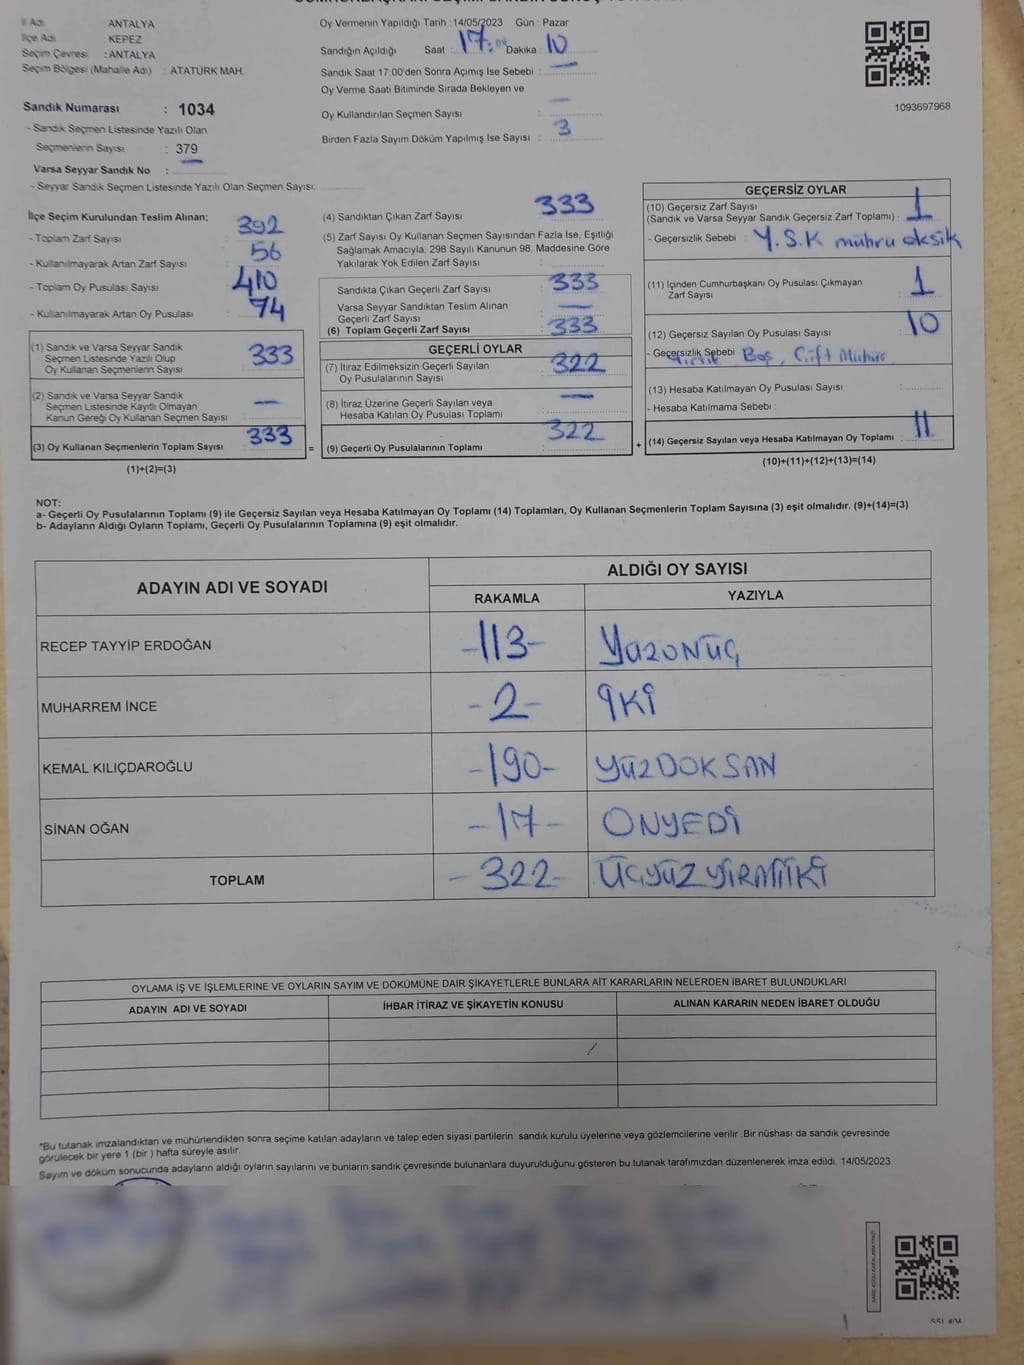 İl Adı : ANTALYA
İlçe Adı : KEPEZ
Seçim Çevresi : ANTALYA
Seçim Bölgesi (Mahalle Adı) : ATATÜRK MAH.
Sandık Numarası : 1034
- Sandık Seçmen Listesinde Yazılı Olan
Seçmenlerin Sayısı : 379
Varsa Seyyar Sandık No :
- Seyyar Sandık Seçmen Listesinde Yazılı Olan Seçmen Sayısı:
Oy Vermenin Yapıldığı Tarih : 14/05/2023 Gün : Pazar
Sandığın Açıldığı Saat : 17:00 Dakika : 10
Sandık Saat 17:00'den Sonra Açımış İse Sebebi : —
Oy Verme Saati Bitiminde Sırada Bekleyen ve
Oy Kullandırılan Seçmen Sayısı : —
Birden Fazla Sayım Döküm Yapılmış İse Sayısı : 3
1093697968
İlçe Seçim Kurulundan Teslim Alınan;
- Toplam Zarf Sayısı 392
- Kullanılmayarak Artan Zarf Sayısı 56
- Toplam Oy Pusulası Sayısı 410
- Kullanılmayarak Artan Oy Pusulası 74
(1) Sandık ve Varsa Seyyar Sandık
Seçmen Listesinde Yazılı Olup
Oy Kullanan Seçmenlerin Sayısı 333
(2) Sandık ve Varsa Seyyar Sandık
Seçmen Listesinde Kayıtlı Olmayan
Kanun Gereği Oy Kullanan Seçmen Sayısı —
(3) Oy Kullanan Seçmenlerin Toplam Sayısı 333
(1)+(2)=(3)
(4) Sandıktan Çıkan Zarf Sayısı 333
(5) Zarf Sayısı Oy Kullanan Seçmen Sayısından Fazla İse, Eşitliği
Sağlamak Amacıyla, 298 Sayılı Kanunun 98. Maddesine Göre
Yakılarak Yok Edilen Zarf Sayısı
Sandıkta Çıkan Geçerli Zarf Sayısı 333
Varsa Seyyar Sandıktan Teslim Alınan
Geçerli Zarf Sayısı —
(6) Toplam Geçerli Zarf Sayısı 333
GEÇERLİ OYLAR
(7) İtiraz Edilmeksizin Geçerli Sayılan
Oy Pusulalarının Sayısı 322
(8) İtiraz Üzerine Geçerli Sayılan veya
Hesaba Katılan Oy Pusulası Toplamı —
= (9) Geçerli Oy Pusulalarının Toplamı 322 +
GEÇERSİZ OYLAR
(10) Geçersiz Zarf Sayısı
(Sandık ve Varsa Seyyar Sandık Geçersiz Zarf Toplamı) : 1
- Geçersizlik Sebebi : Y.S.K mührü eksik
(11) İçinden Cumhurbaşkanı Oy Pusulası Çıkmayan
Zarf Sayısı 1
(12) Geçersiz Sayılan Oy Pusulası Sayısı 10
- Geçersizlik Sebebi Boş, Çift Mühür
(13) Hesaba Katılmayan Oy Pusulası Sayısı
- Hesaba Katılmama Sebebi :
(14) Geçersiz Sayılan veya Hesaba Katılmayan Oy Toplamı : 11
(10)+(11)+(12)+(13)=(14)
NOT:
a- Geçerli Oy Pusulalarının Toplamı (9) ile Geçersiz Sayılan veya Hesaba Katılmayan Oy Toplamı (14) Toplamları, Oy Kullanan Seçmenlerin Toplam Sayısına (3) eşit olmalıdır. (9)+(14)=(3)
b- Adayların Aldığı Oyların Toplamı, Geçerli Oy Pusulalarının Toplamına (9) eşit olmalıdır.
ADAYIN ADI VE SOYADI ALDIĞI OY SAYISI
RAKAMLA YAZIYLA
RECEP TAYYİP ERDOĞAN -113- YüzONüç
MUHARREM İNCE -2- İKİ
KEMAL KILIÇDAROĞLU -190- YüzDOKSAN
SİNAN OĞAN -17- ONYEDİ
TOPLAM -322- ÜçyüzyİRMİİKİ
OYLAMA İŞ VE İŞLEMLERİNE VE OYLARIN SAYIM VE DÖKÜMÜNE DAİR ŞİKAYETLERLE BUNLARA AİT KARARLARIN NELERDEN İBARET BULUNDUKLARI
ADAYIN ADI VE SOYADI İHBAR İTİRAZ VE ŞİKAYETİN KONUSU ALINAN KARARIN NEDEN İBARET OLDUĞU
*Bu tutanak imzalandıktan ve mühürlendikten sonra seçime katılan adayların ve talep eden siyasi partilerin sandık kurulu üyelerine veya gözlemcilerine verilir. Bir nüshası da sandık çevresinde
görülecek bir yere 1 (bir) hafta süreyle asılır.
Sayım ve döküm sonucunda adayların aldığı oyların sayılarını ve bunların sandık çevresinde bulunanlara duyurulduğunu gösteren bu tutanak tarafımızdan düzenlenerek imza edildi. 14/05/2023